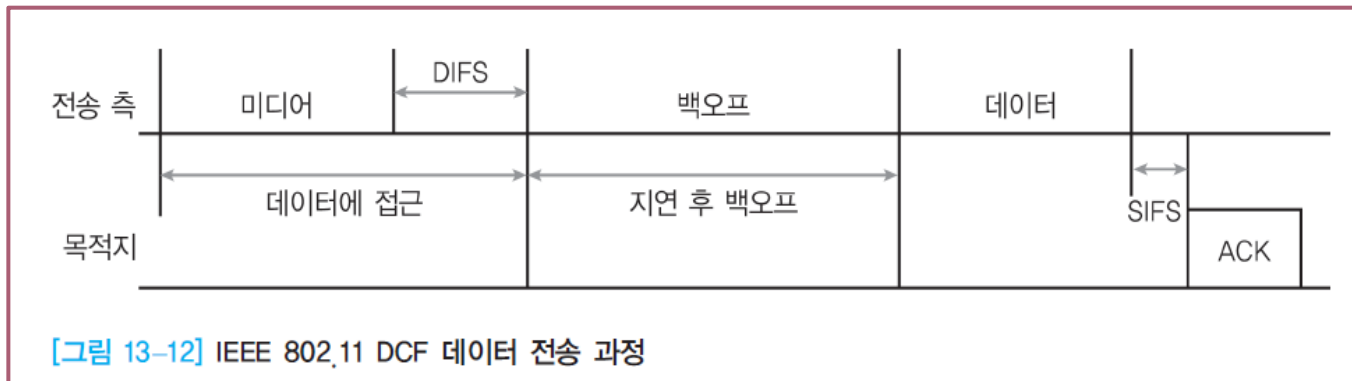 DIFS
전송 측
미디어
백오프
데이터
데이터에 접근
지연 후 백오프
SIFS
목적지
ACK
[그림 13-12] IEEE 802.11 DCF 데이터 전송 과정